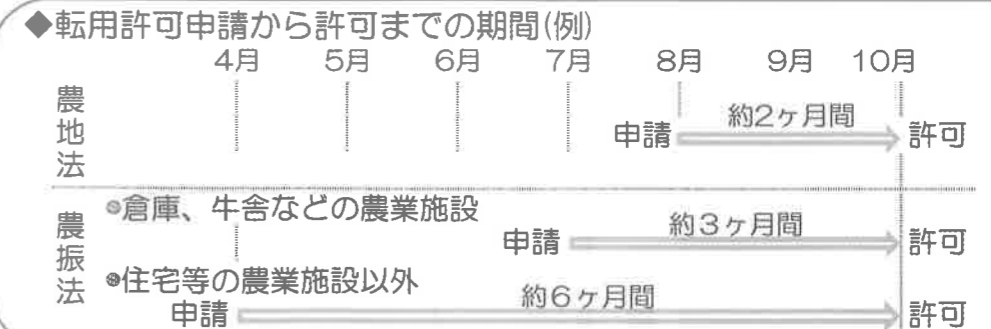 ◆転用許可申請から許可までの期間(例)
4月 5月 6月 7月 8月 9月 10月
農地法
申請 約2ヶ月間 許可
農振法
●倉庫、牛舎などの農業施設
申請 約3ヶ月間 許可
●住宅等の農業施設以外
申請 約6ヶ月間 許可